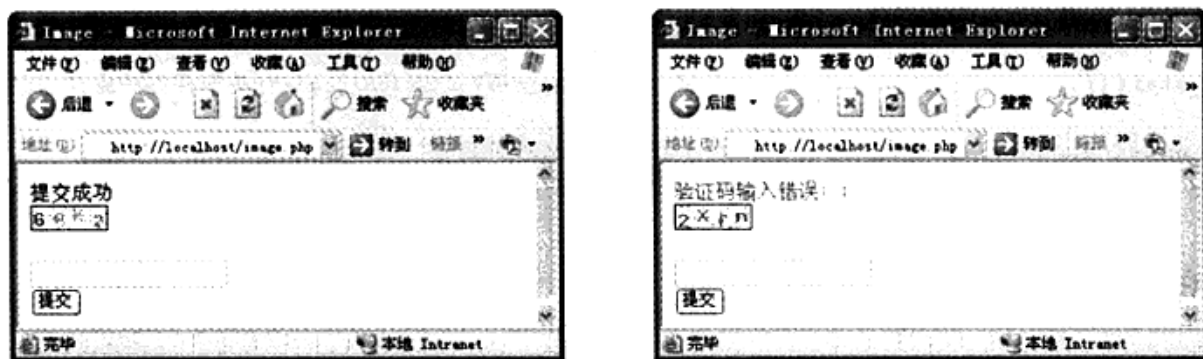 Image - Microsoft Internet Explorer
文件(F) 编辑(E) 查看(V) 收藏(A) 工具(T) 帮助(H)
后退 搜索 收藏夹 »
地址(D) http://localhost/image.php 转到 链接 »
提交成功
6
提交
完毕 本地 Intranet
Image - Microsoft Internet Explorer
文件(F) 编辑(E) 查看(V) 收藏(A) 工具(T) 帮助(H)
后退 搜索 收藏夹 »
地址(D) http://localhost/image.php 转到 链接 »
验证码输入错误!!
2 X r n
提交
完毕 本地 Intranet